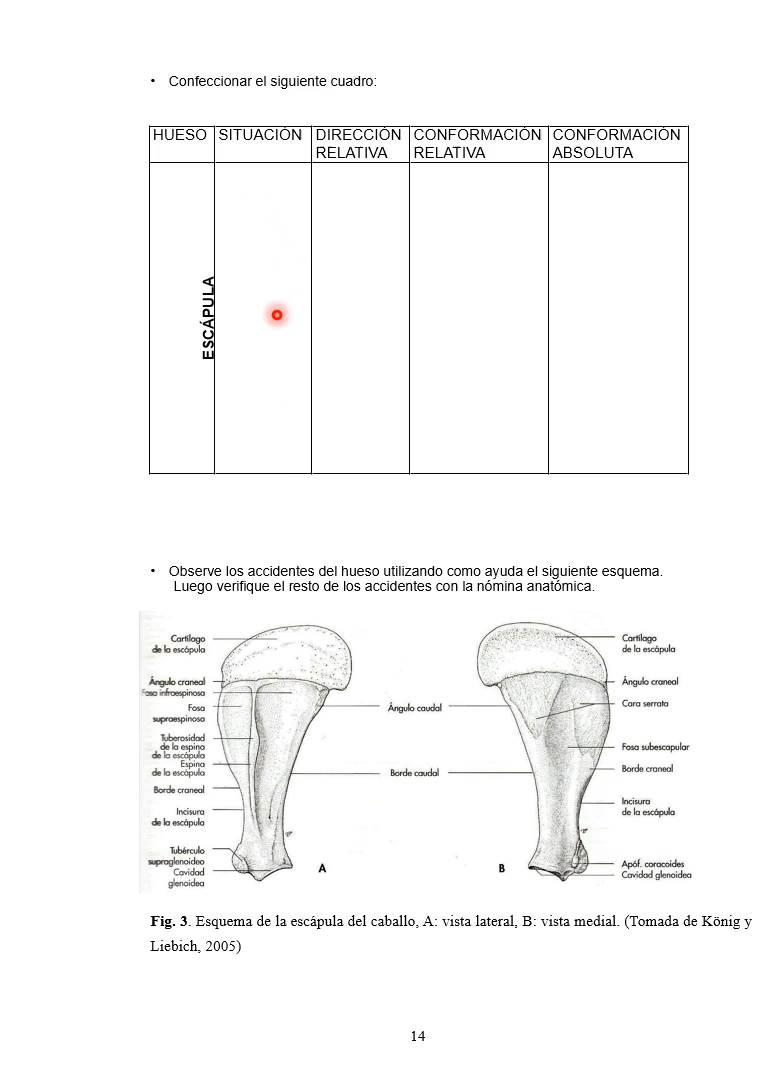 • Confeccionar el siguiente cuadro:
HUESO SITUACIÓN DIRECCIÓN RELATIVA CONFORMACIÓN RELATIVA CONFORMACIÓN ABSOLUTA
ESCÁPULA
• Observe los accidentes del hueso utilizando como ayuda el siguiente esquema.
Luego verifique el resto de los accidentes con la nómina anatómica.
Cartílago
de la escápula
Ángulo craneal
Fosa infraespinosa
Fosa
supraespinosa
Tuberosidad
de la espina
de la escápula
Espina
de la escápula
Borde craneal
Incisura
de la escápula
Tubérculo
supraglenoideo
Cavidad
glenoidea
A
Ángulo caudal
Borde caudal
B
Cartílago
de la escápula
Ángulo craneal
Cara serrata
Fosa subescapular
Borde craneal
Incisura
de la escápula
Apóf. coracoides
Cavidad glenoidea
Fig. 3. Esquema de la escápula del caballo, A: vista lateral, B: vista medial. (Tomada de König y
Liebich, 2005)
14